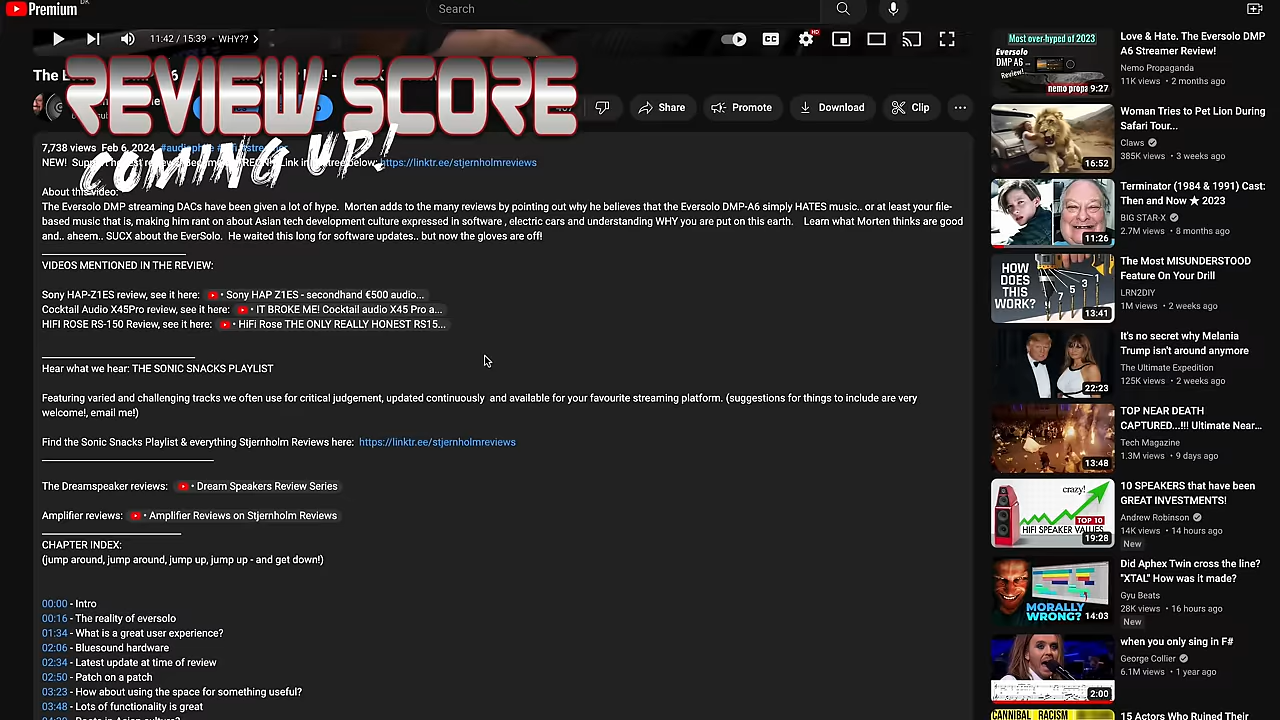 Premium
DK
Search
11:42 / 15:39 • WHY??
CC
HD
The E
REVIEW SCORE
COMING UP!
Share
Promote
Download
Clip
7,738 views Feb 6, 2024 #audiophile
NEW! Supp
Link in
tree below: https://linktr.ee/stjernholmreviews
About this video:
The Eversolo DMP streaming DACs have been given a lot of hype. Morten adds to the many reviews by pointing out why he believes that the Eversolo DMP-A6 simply HATES music.. or at least your file-
based music that is, making him rant on about Asian tech development culture expressed in software , electric cars and understanding WHY you are put on this earth. Learn what Morten thinks are good
and.. aheem.. SUCX about the EverSolo. He waited this long for software updates.. but now the gloves are off!
VIDEOS MENTIONED IN THE REVIEW:
Sony HAP-Z1ES review, see it here: • Sony HAP Z1ES - secondhand €500 audio...
Cocktail Audio X45Pro review, see it here: • IT BROKE ME! Cocktail audio X45 Pro a...
HIFI ROSE RS-150 Review, see it here: • HiFi Rose THE ONLY REALLY HONEST RS15...
Hear what we hear: THE SONIC SNACKS PLAYLIST
Featuring varied and challenging tracks we often use for critical judgement, updated continuously and available for your favourite streaming platform. (suggestions for things to include are very
welcome!, email me!)
Find the Sonic Snacks Playlist & everything Stjernholm Reviews here: https://linktr.ee/stjernholmreviews
The Dreamspeaker reviews: • Dream Speakers Review Series
Amplifier reviews: • Amplifier Reviews on Stjernholm Reviews
CHAPTER INDEX:
(jump around, jump around, jump up, jump up - and get down!)
00:00 - Intro
00:16 - The reality of eversolo
01:34 - What is a great user experience?
02:06 - Bluesound hardware
02:34 - Latest update at time of review
02:50 - Patch on a patch
03:23 - How about using the space for something useful?
03:48 - Lots of functionality is great
Most over-hyped of 2023
Eversolo
DMP A6
Review!
nemo propa
9:27
Love & Hate. The Eversolo DMP
A6 Streamer Review!
Nemo Propaganda
11K views • 2 months ago
16:52
Woman Tries to Pet Lion During
Safari Tour...
Claws
385K views • 3 weeks ago
11:26
Terminator (1984 & 1991) Cast:
Then and Now ★ 2023
BIG STAR-X
2.7M views • 8 months ago
HOW
DOES
THIS
WORK?
9 7 5 3
13:41
The Most MISUNDERSTOOD
Feature On Your Drill
LRN2DIY
1M views • 2 weeks ago
22:23
It's no secret why Melania
Trump isn't around anymore
The Ultimate Expedition
125K views • 2 weeks ago
13:48
TOP NEAR DEATH
CAPTURED...!!! Ultimate Near...
Tech Magazine
1.3M views • 9 days ago
crazy!
TOP 10
HIFI SPEAKER VALUES
19:28
10 SPEAKERS that have been
GREAT INVESTMENTS!
Andrew Robinson
14K views • 14 hours ago
New
MORALLY
WRONG?
14:03
Did Aphex Twin cross the line?
"XTAL" How was it made?
Gyu Beats
28K views • 16 hours ago
New
2:00
when you only sing in F#
George Collier
6.1M views • 1 year ago
CANNIBAL RACISM
15 Actors Who Ruined Their